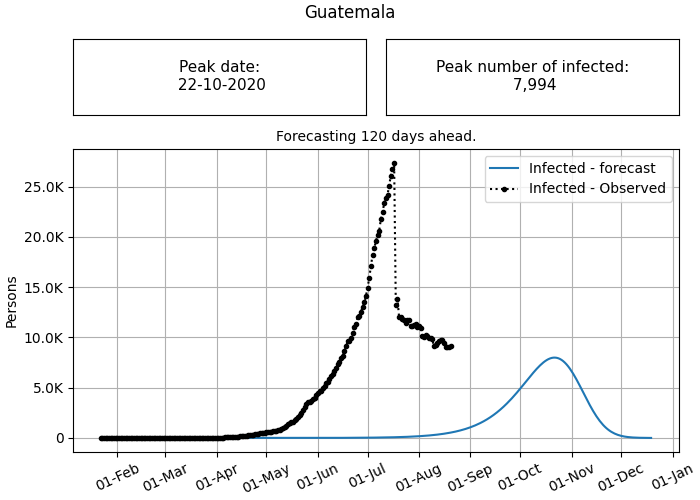 Guatemala
Peak date:
22-10-2020
Peak number of infected:
7,994
Forecasting 120 days ahead.
Infected - forecast
Infected - Observed
Persons
25.0K
20.0K
15.0K
10.0K
5.0K
0
01-Feb
01-Mar
01-Apr
01-May
01-Jun
01-Jul
01-Aug
01-Sep
01-Oct
01-Nov
01-Dec
01-Jan